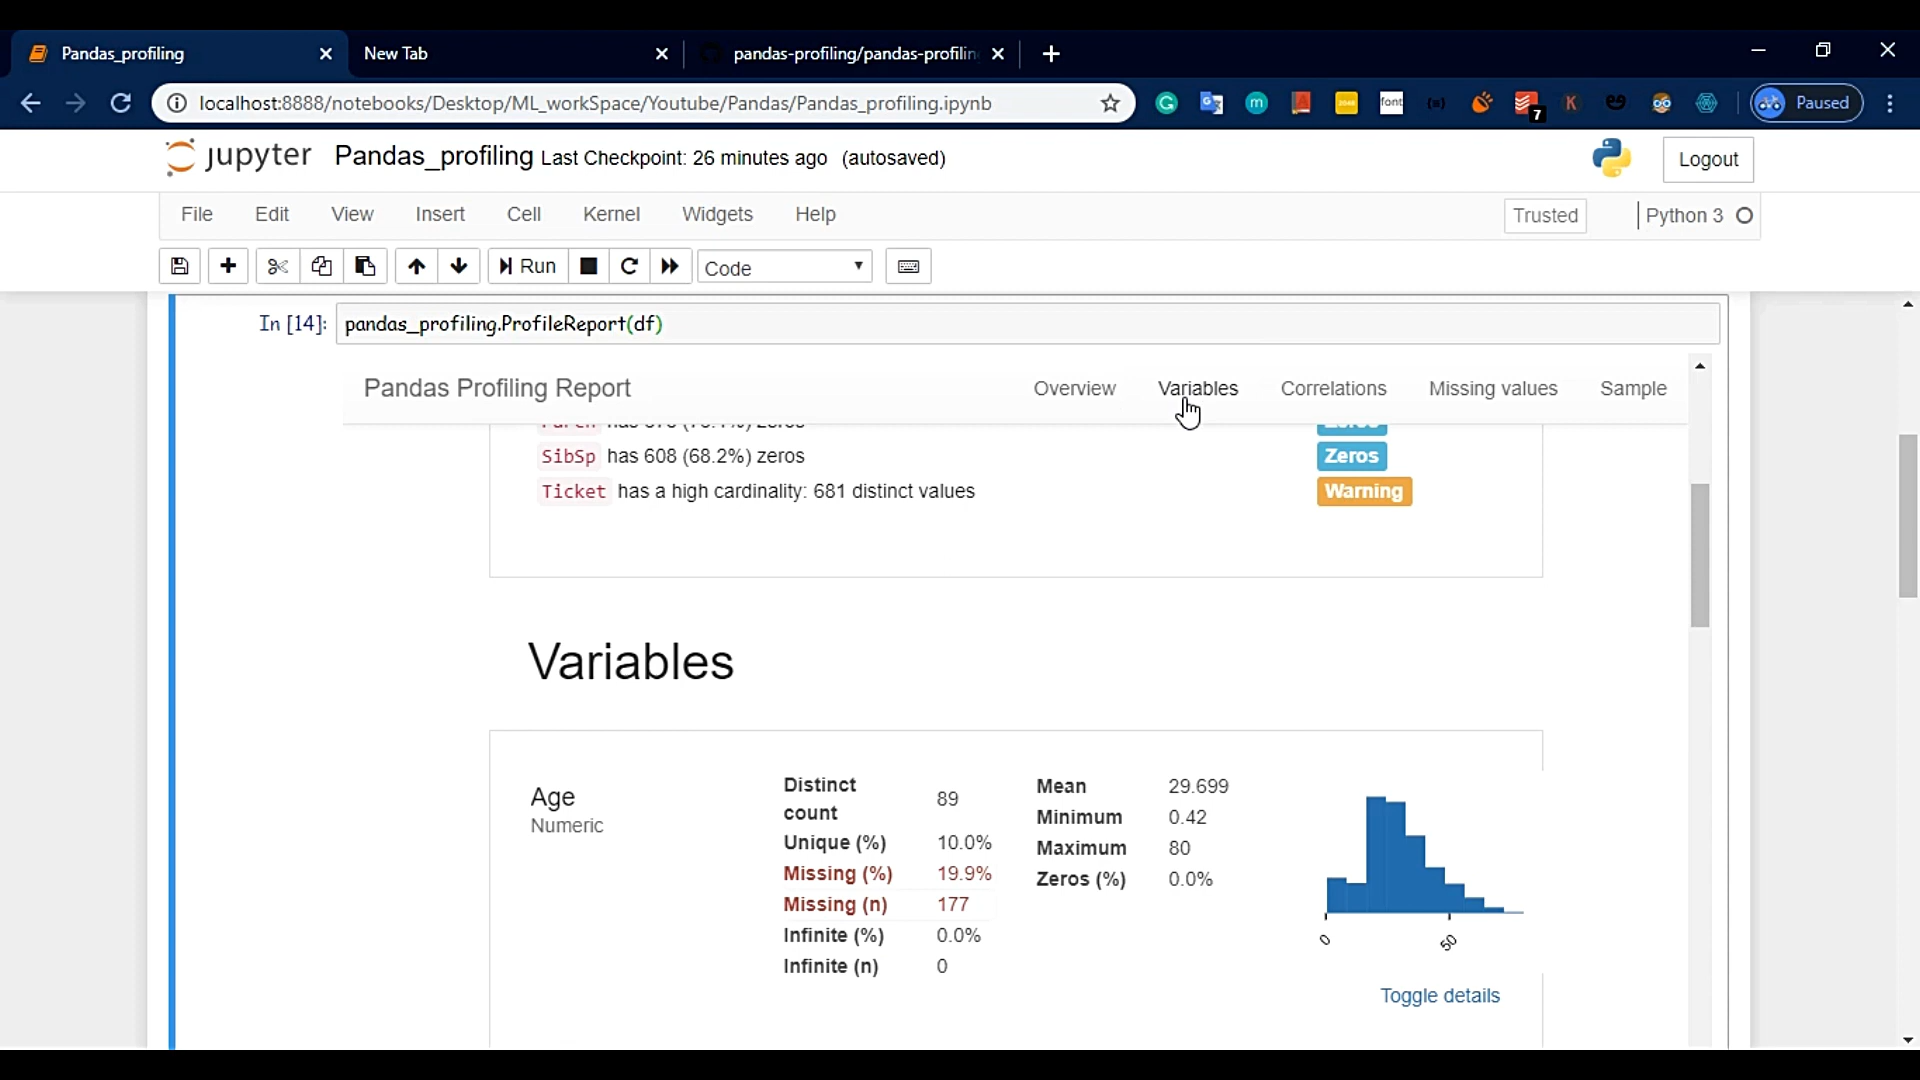 Pandas_profiling
New Tab
pandas-profiling/pandas-profilin
localhost:8888/notebooks/Desktop/ML_workSpace/Youtube/Pandas/Pandas_profiling.ipynb
font
7
K
Paused
jupyter Pandas_profiling Last Checkpoint: 26 minutes ago (autosaved)
Logout
File Edit View Insert Cell Kernel Widgets Help
Trusted Python 3
Run Code
In [14]: pandas_profiling.ProfileReport(df)
Pandas Profiling Report Overview Variables Correlations Missing values Sample
SibSp has 608 (68.2%) zeros Zeros
Ticket has a high cardinality: 681 distinct values Warning
Variables
Age
Numeric
Distinct count 89
Unique (%) 10.0%
Missing (%) 19.9%
Missing (n) 177
Infinite (%) 0.0%
Infinite (n) 0
Mean 29.699
Minimum 0.42
Maximum 80
Zeros (%) 0.0%
0 50
Toggle details